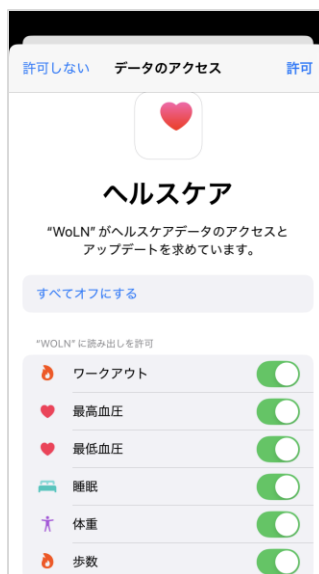 許可しない データのアクセス 許可
ヘルスケア
“WoLN”がヘルスケアデータのアクセスと
アップデートを求めています。
すべてオフにする
“WOLN”に読み出しを許可
ワークアウト
最高血圧
最低血圧
睡眠
体重
歩数